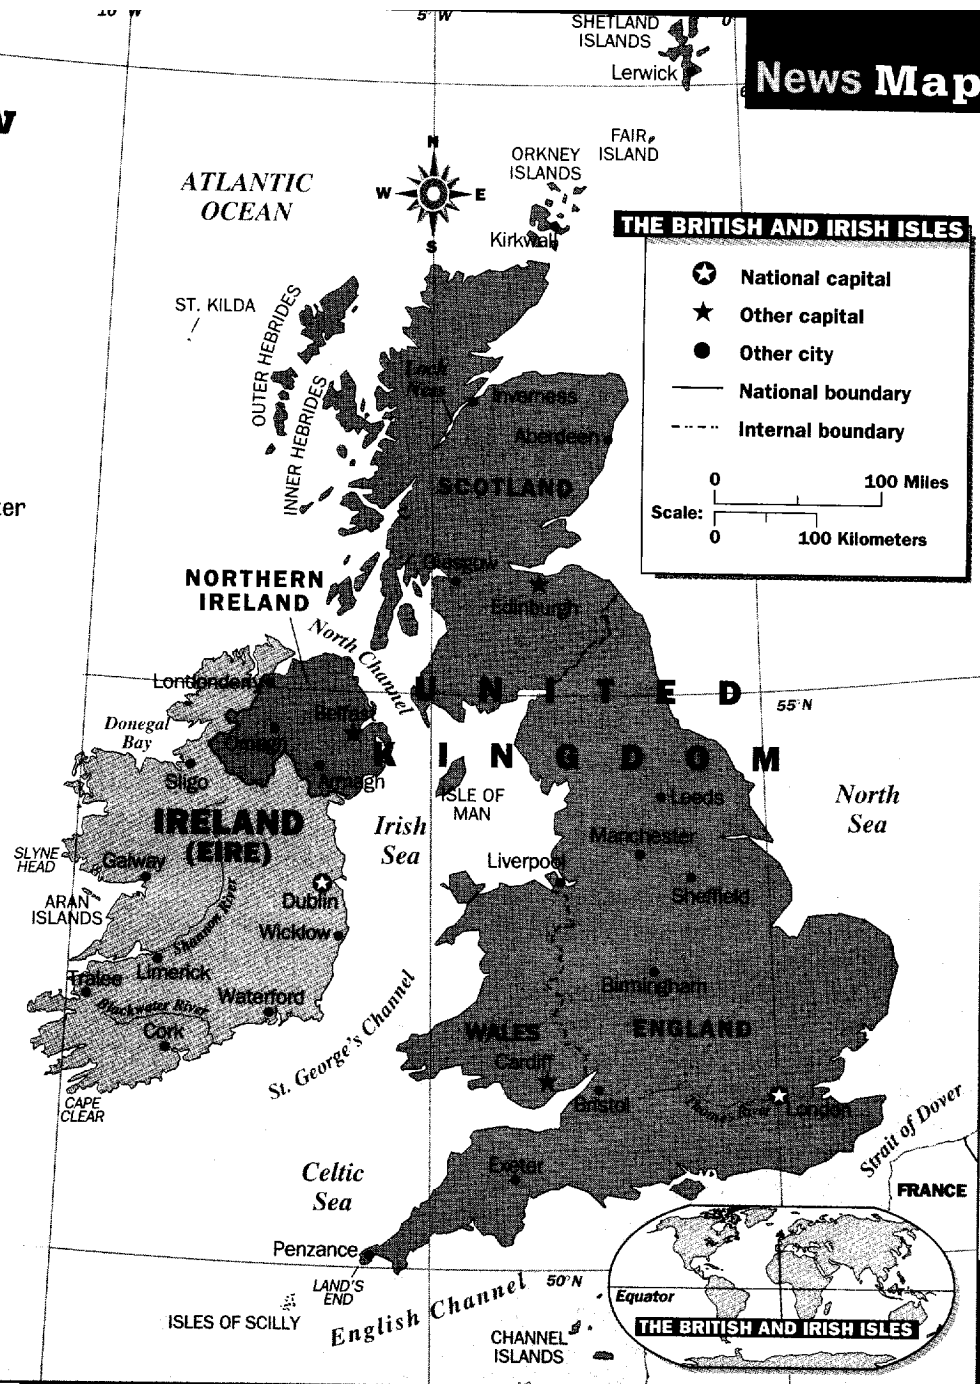 10°W
5°W
0°
SHETLAND
ISLANDS
Lerwick
News Map
FAIR
ISLAND
ORKNEY
ISLANDS
Kirkwall
N
W
E
S
ATLANTIC
OCEAN
THE BRITISH AND IRISH ISLES
National capital
Other capital
Other city
National boundary
Internal boundary
0
100 Miles
Scale:
0
100 Kilometers
ST. KILDA
OUTER HEBRIDES
INNER HEBRIDES
Loch
Ness
Inverness
Aberdeen
SCOTLAND
Glasgow
Edinburgh
NORTHERN
IRELAND
North Channel
Londonderry
Belfast
Omagh
Armagh
Donegal
Bay
Sligo
UNITED
KINGDOM
55°N
ISLE OF
MAN
North
Sea
Irish
Sea
IRELAND
(EIRE)
SLYNE
HEAD
Galway
ARAN
ISLANDS
Shannon River
Dublin
Wicklow
Limerick
Tralee
Blackwater River
Waterford
Cork
CAPE
CLEAR
St. George's Channel
Leeds
Manchester
Liverpool
Sheffield
Birmingham
WALES
ENGLAND
Cardiff
Bristol
Thames River
London
Strait of Dover
FRANCE
Celtic
Sea
Exeter
Penzance
LAND'S
END
ISLES OF SCILLY
English Channel
50°N
CHANNEL
ISLANDS
Equator
THE BRITISH AND IRISH ISLES